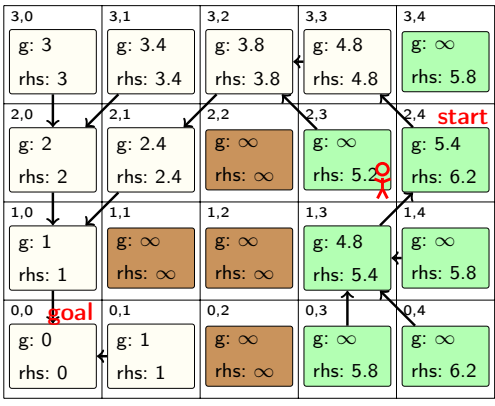 3,0
g: 3
rhs: 3
3,1
g: 3.4
rhs: 3.4
3,2
g: 3.8
rhs: 3.8
3,3
g: 4.8
rhs: 4.8
3,4
g: ∞
rhs: 5.8
2,0
g: 2
rhs: 2
2,1
g: 2.4
rhs: 2.4
2,2
g: ∞
rhs: ∞
2,3
g: ∞
rhs: 5.2
2,4
start
g: 5.4
rhs: 6.2
1,0
g: 1
rhs: 1
1,1
g: ∞
rhs: ∞
1,2
g: ∞
rhs: ∞
1,3
g: 4.8
rhs: 5.4
1,4
g: ∞
rhs: 5.8
0,0
goal
g: 0
rhs: 0
0,1
g: 1
rhs: 1
0,2
g: ∞
rhs: ∞
0,3
g: ∞
rhs: 5.8
0,4
g: ∞
rhs: 6.2